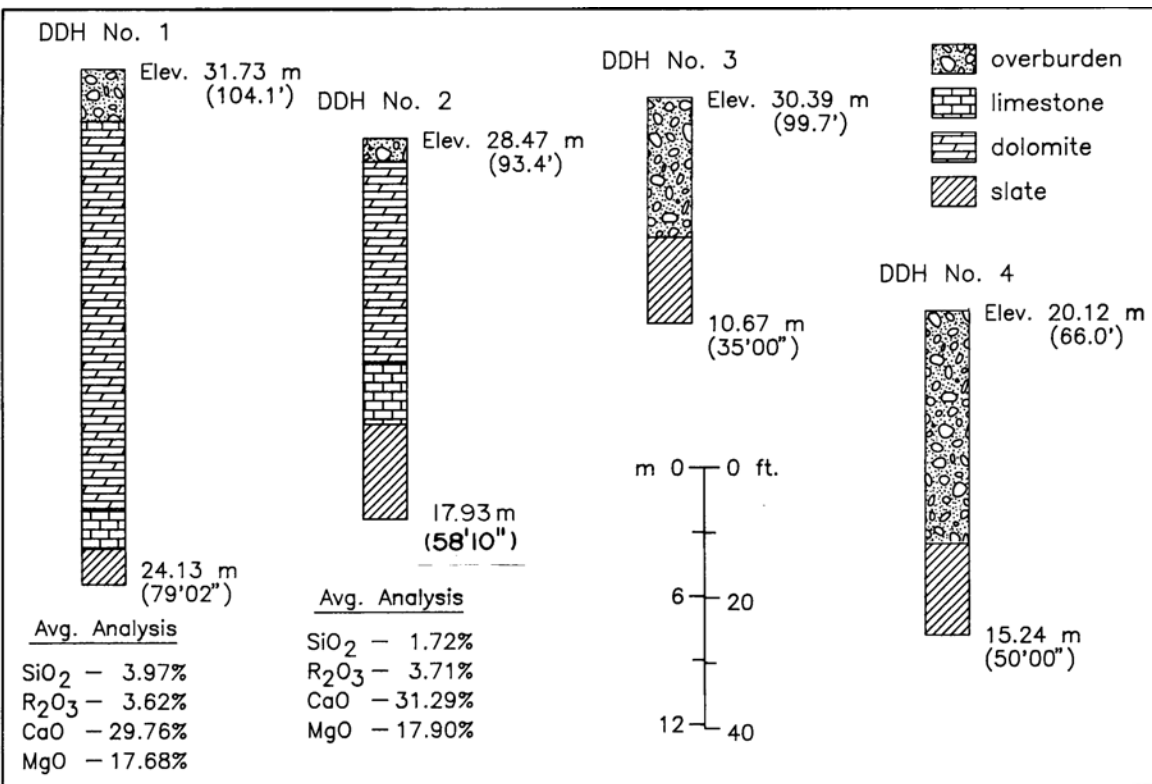 DDH No. 1
Elev. 31.73 m
(104.1')
24.13 m
(79'02")
Avg. Analysis
SiO₂ – 3.97%
R₂O₃ – 3.62%
CaO – 29.76%
MgO – 17.68%
DDH No. 2
Elev. 28.47 m
(93.4')
17.93 m
(58'10")
Avg. Analysis
SiO₂ – 1.72%
R₂O₃ – 3.71%
CaO – 31.29%
MgO – 17.90%
DDH No. 3
Elev. 30.39 m
(99.7')
10.67 m
(35'00")
m 0 0 ft.
6 20
12 40
overburden
limestone
dolomite
slate
DDH No. 4
Elev. 20.12 m
(66.0')
15.24 m
(50'00")